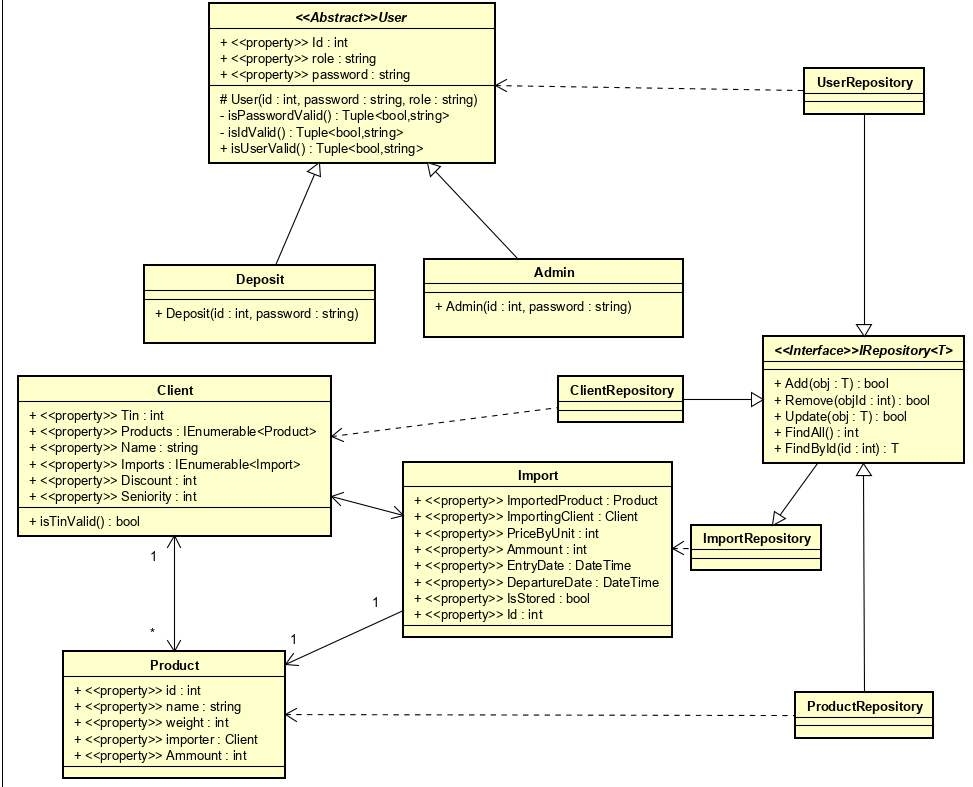 <<Abstract>>User
+ <<property>> Id : int
+ <<property>> role : string
+ <<property>> password : string
# User(id : int, password : string, role : string)
- isPasswordValid() : Tuple<bool,string>
- isIdValid() : Tuple<bool,string>
+ isUserValid() : Tuple<bool,string>
UserRepository
Deposit
+ Deposit(id : int, password : string)
Admin
+ Admin(id : int, password : string)
<<Interface>>IRepository<T>
+ Add(obj : T) : bool
+ Remove(objId : int) : bool
+ Update(obj : T) : bool
+ FindAll() : int
+ FindById(id : int) : T
Client
+ <<property>> Tin : int
+ <<property>> Products : IEnumerable<Product>
+ <<property>> Name : string
+ <<property>> Imports : IEnumerable<Import>
+ <<property>> Discount : int
+ <<property>> Seniority : int
+ isTinValid() : bool
ClientRepository
Import
+ <<property>> ImportedProduct : Product
+ <<property>> ImportingClient : Client
+ <<property>> PriceByUnit : int
+ <<property>> Ammount : int
+ <<property>> EntryDate : DateTime
+ <<property>> DepartureDate : DateTime
+ <<property>> IsStored : bool
+ <<property>> Id : int
ImportRepository
1
*
1
1
Product
+ <<property>> id : int
+ <<property>> name : string
+ <<property>> weight : int
+ <<property>> importer : Client
+ <<property>> Ammount : int
ProductRepository